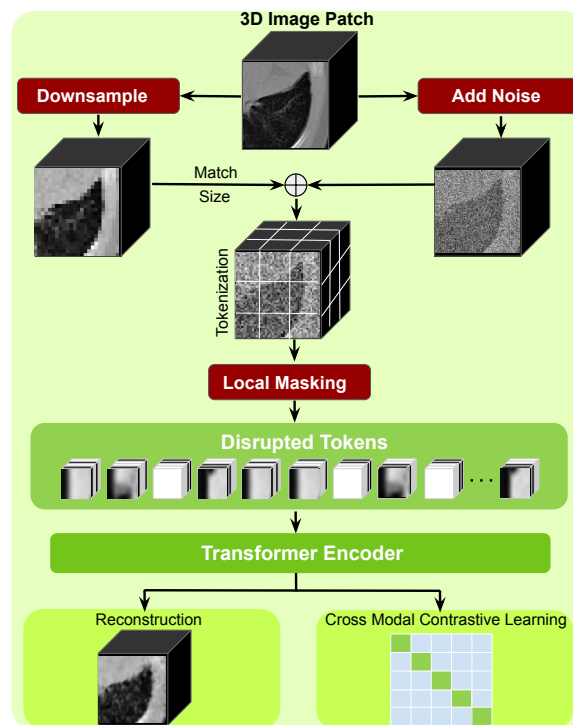 3D Image Patch
Downsample
Add Noise
Match
Size
Tokenization
Local Masking
Disrupted Tokens
...
Transformer Encoder
Reconstruction
Cross Modal Contrastive Learning